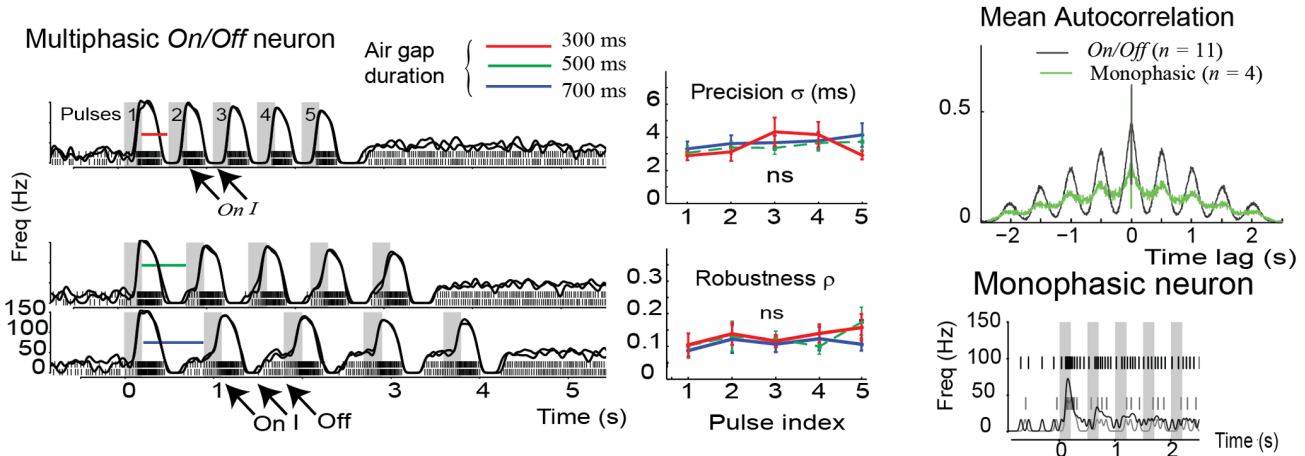 Multiphasic On/Off neuron
Air gap
duration
300 ms
500 ms
700 ms
Pulses 1 2 3 4 5
On I
Freq (Hz)
150
100
50
0
0 1 2 3 4 5
Time (s)
On I Off
Precision σ (ms)
6
4
2
0
ns
1 2 3 4 5
Robustness ρ
0.3
0.2
0.1
0
ns
1 2 3 4 5
Pulse index
Mean Autocorrelation
On/Off (n = 11)
Monophasic (n = 4)
0.5
0
−2 −1 0 1 2
Time lag (s)
Monophasic neuron
Freq (Hz)
150
100
50
0
0 1 2
Time (s)